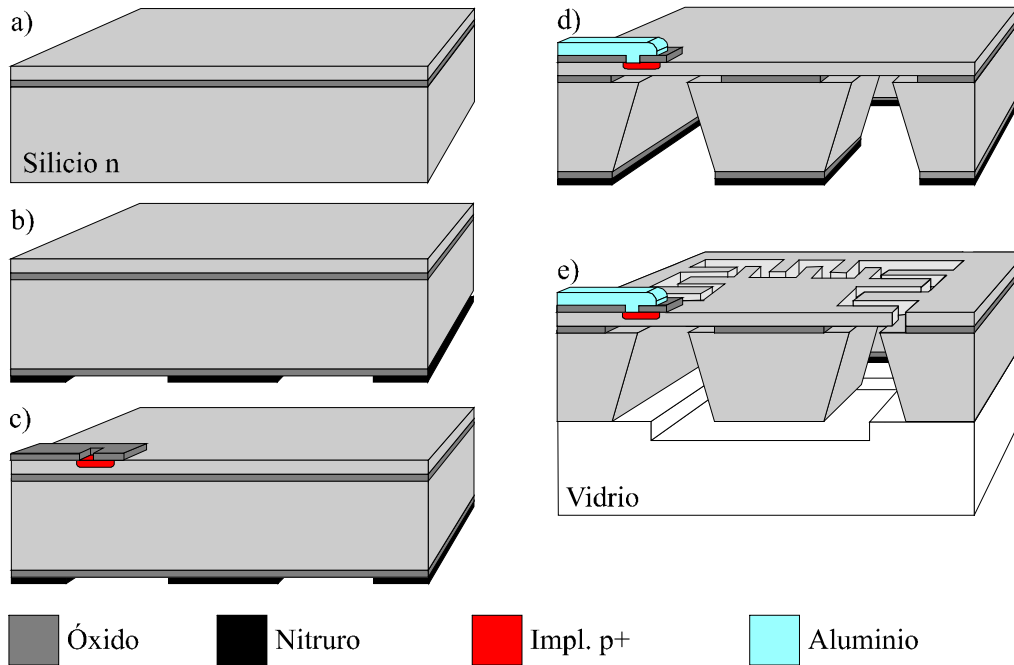 a)
Silicio n
b)
c)
d)
e)
Vidrio
Óxido
Nitruro
Impl. p+
Aluminio